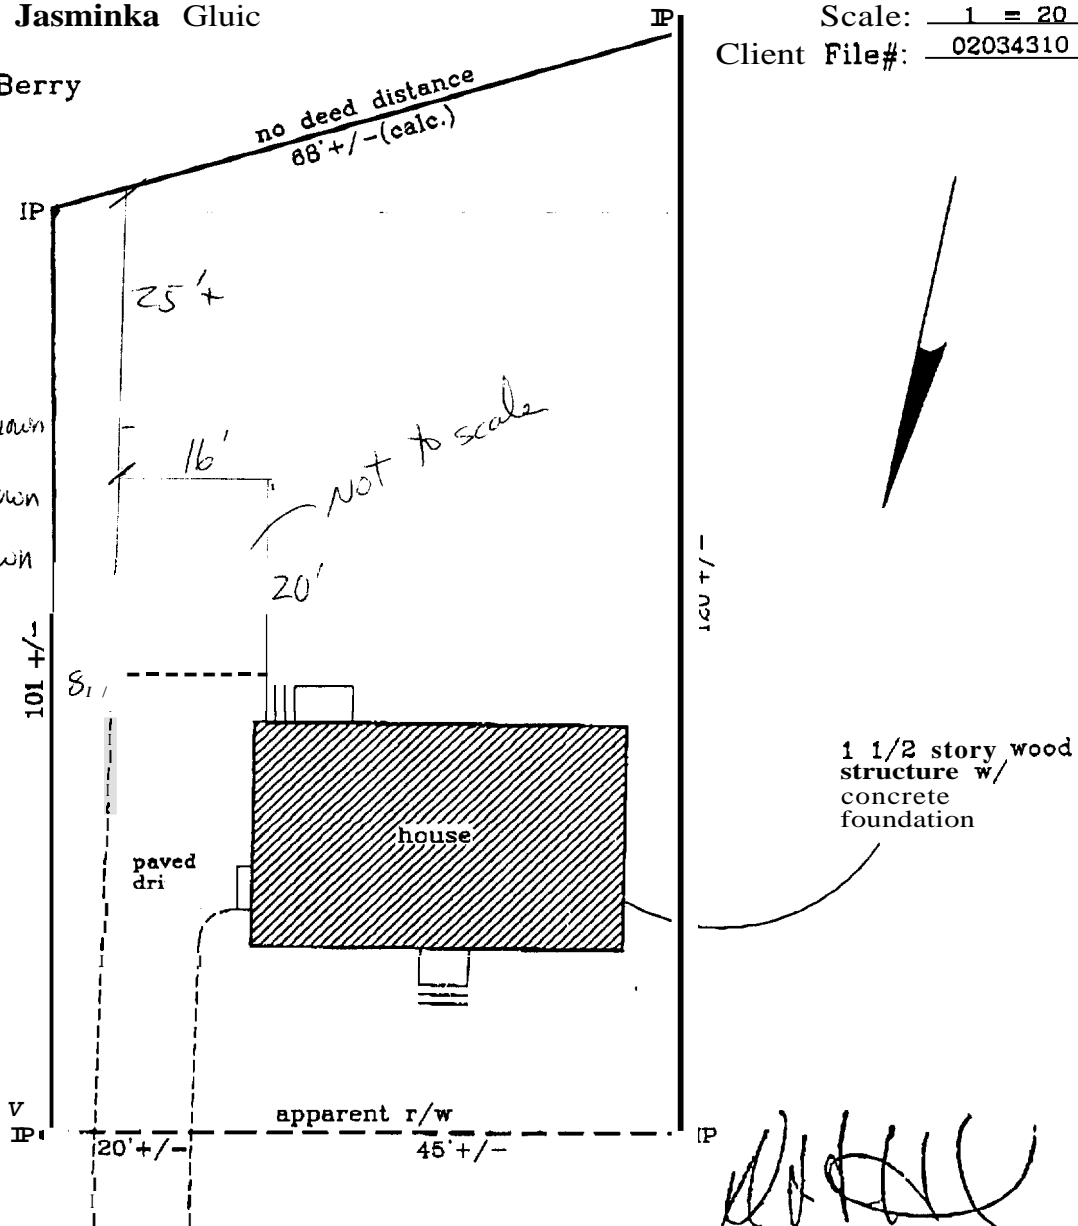 Jasminka Gluic
IP
Scale: 1 = 20
Client File#: 02034310
Berry
no deed distance
68'+/-(calc.)
IP
25'+
16'
Not to scale
20'
101 +/-
120 +/-
8
1 1/2 story wood
structure w/
concrete
foundation
house
paved
dri
V
apparent r/w
IP
20'+/-
45'+/-
IP